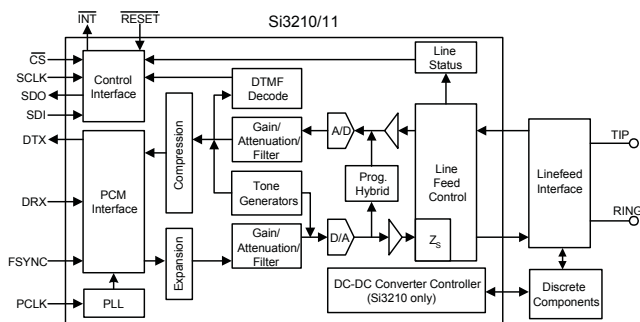 INT
RESET
Si3210/11
CS
SCLK
SDO
SDI
DTX
DRX
FSYNC
PCLK
Control
Interface
PCM
Interface
PLL
Compression
Expansion
DTMF
Decode
Gain/
Attenuation/
Filter
Tone
Generators
Gain/
Attenuation/
Filter
A/D
D/A
Prog.
Hybrid
Line
Status
Line
Feed
Control
ZS
DC-DC Converter Controller
(Si3210 only)
Linefeed
Interface
Discrete
Components
TIP
RING